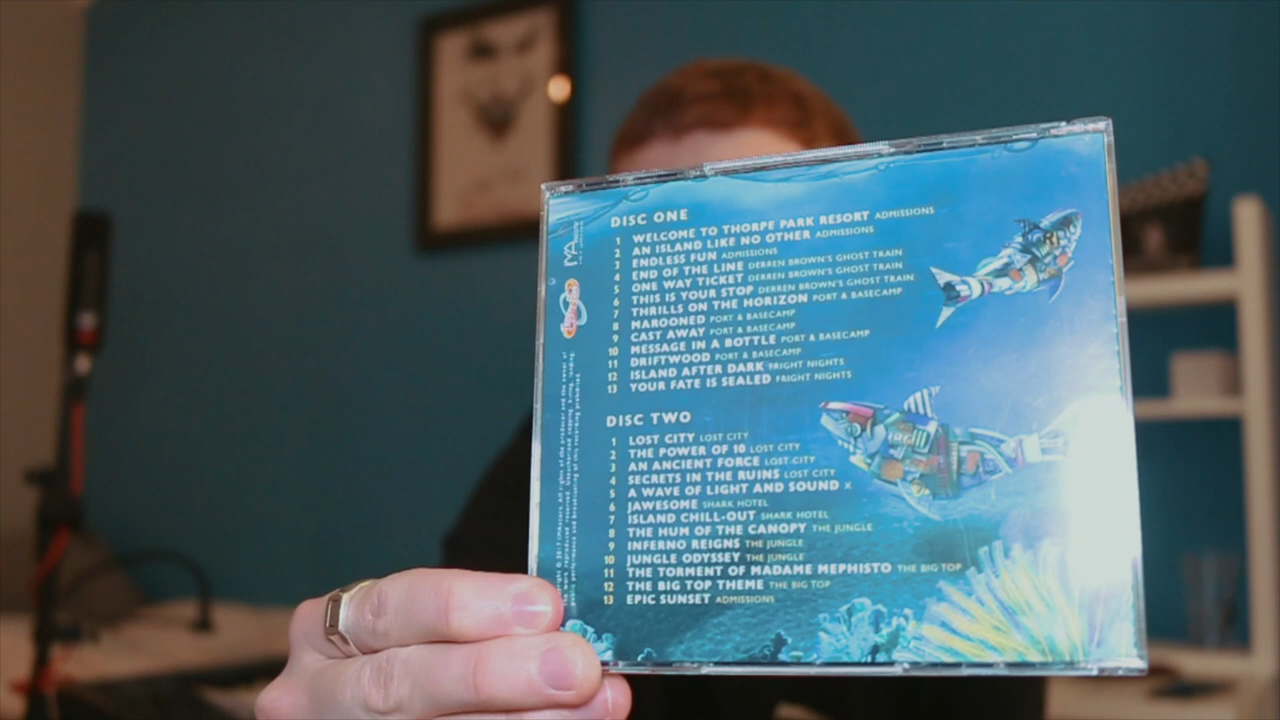 DISC ONE
1 WELCOME TO THORPE PARK RESORT ADMISSIONS
2 AN ISLAND LIKE NO OTHER ADMISSIONS
3 ENDLESS FUN ADMISSIONS
4 END OF THE LINE DERREN BROWN'S GHOST TRAIN
5 ONE WAY TICKET DERREN BROWN'S GHOST TRAIN
6 THIS IS YOUR STOP DERREN BROWN'S GHOST TRAIN
7 THRILLS ON THE HORIZON PORT & BASECAMP
8 MAROONED PORT & BASECAMP
9 CAST AWAY PORT & BASECAMP
10 MESSAGE IN A BOTTLE PORT & BASECAMP
11 DRIFTWOOD PORT & BASECAMP
12 ISLAND AFTER DARK FRIGHT NIGHTS
13 YOUR FATE IS SEALED FRIGHT NIGHTS
DISC TWO
1 LOST CITY LOST CITY
2 THE POWER OF 10 LOST CITY
3 AN ANCIENT FORCE LOST CITY
4 SECRETS IN THE RUINS LOST CITY
5 A WAVE OF LIGHT AND SOUND X
6 JAWESOME SHARK HOTEL
7 ISLAND CHILL-OUT SHARK HOTEL
8 THE HUM OF THE CANOPY THE JUNGLE
9 INFERNO REIGNS THE JUNGLE
10 JUNGLE ODYSSEY THE JUNGLE
11 THE TORMENT OF MADAME MEPHISTO THE BIG TOP
12 THE BIG TOP THEME THE BIG TOP
13 EPIC SUNSET ADMISSIONS